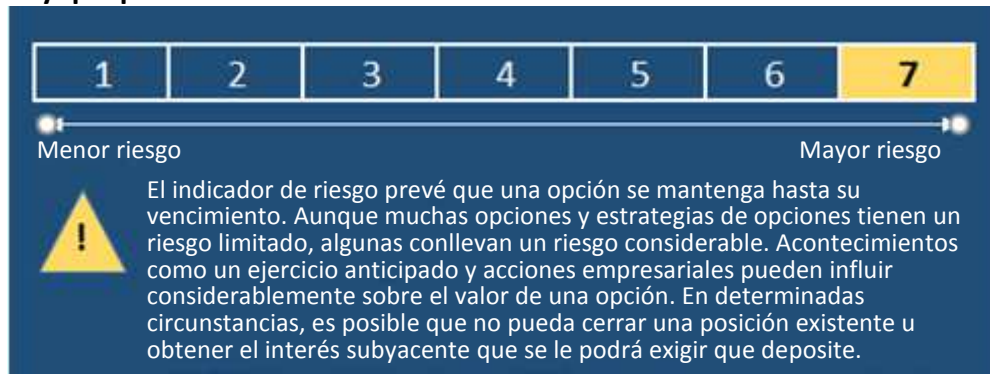 1 2 3 4 5 6 7
Menor riesgo Mayor riesgo
El indicador de riesgo prevé que una opción se mantenga hasta su
vencimiento. Aunque muchas opciones y estrategias de opciones tienen un
! riesgo limitado, algunas conllevan un riesgo considerable. Acontecimientos
como un ejercicio anticipado y acciones empresariales pueden influir
considerablemente sobre el valor de una opción. En determinadas
circunstancias, es posible que no pueda cerrar una posición existente u
obtener el interés subyacente que se le podrá exigir que deposite.